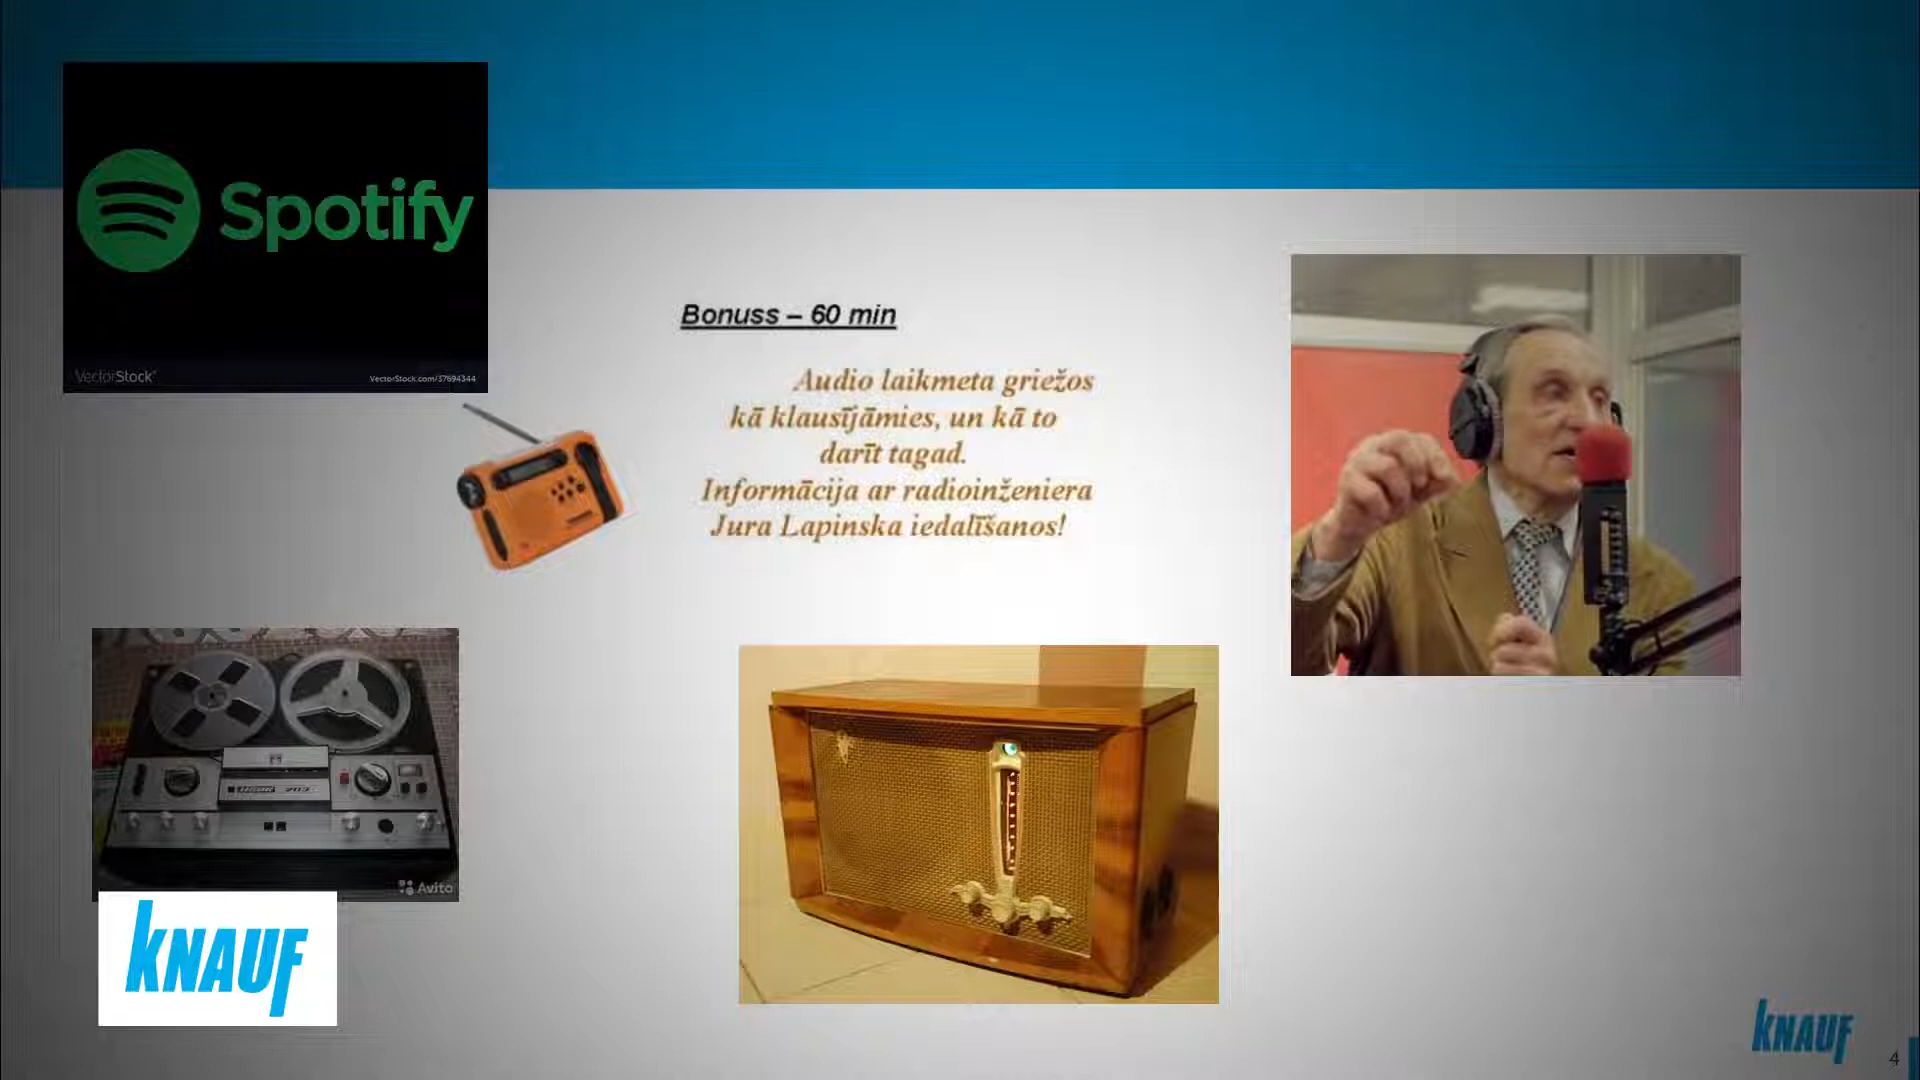 Spotify
VectorStock®
VectorStock.com/37694344
Bonuss – 60 min
Audio laikmeta griežos
kā klausījāmies, un kā to
darīt tagad.
Informācija ar radioinženiera
Jura Lapinska iedalīšanos!
Avito
KNAUF
KNAUF
4